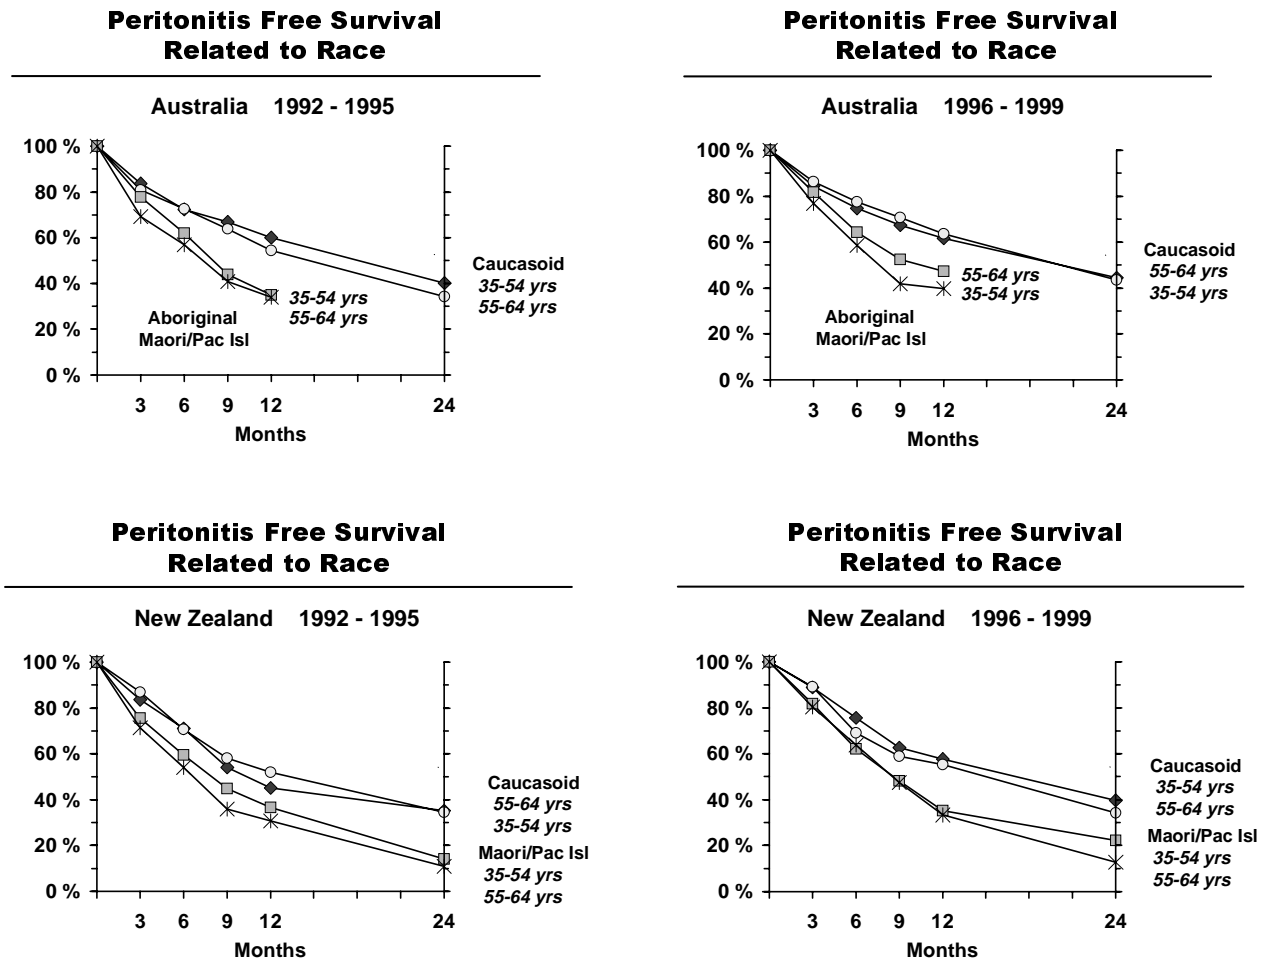 Peritonitis Free Survival
Related to Race
Australia 1992 - 1995
100 %
80 %
60 %
40 %
20 %
0 %
3 6 9 12 24
Months
Caucasoid
35-54 yrs
55-64 yrs
35-54 yrs
55-64 yrs
Aboriginal
Maori/Pac Isl
Peritonitis Free Survival
Related to Race
Australia 1996 - 1999
100 %
80 %
60 %
40 %
20 %
0 %
3 6 9 12 24
Months
Caucasoid
55-64 yrs
35-54 yrs
55-64 yrs
35-54 yrs
Aboriginal
Maori/Pac Isl
Peritonitis Free Survival
Related to Race
New Zealand 1992 - 1995
100 %
80 %
60 %
40 %
20 %
0 %
3 6 9 12 24
Months
Caucasoid
55-64 yrs
35-54 yrs
Maori/Pac Isl
35-54 yrs
55-64 yrs
Peritonitis Free Survival
Related to Race
New Zealand 1996 - 1999
100 %
80 %
60 %
40 %
20 %
0 %
3 6 9 12 24
Months
Caucasoid
35-54 yrs
55-64 yrs
Maori/Pac Isl
35-54 yrs
55-64 yrs